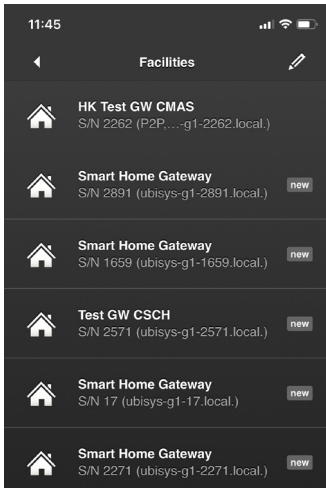 11:45
Facilities
HK Test GW CMAS
S/N 2262 (P2P,...-g1-2262.local.)
Smart Home Gateway
S/N 2891 (ubisys-g1-2891.local.)
new
Smart Home Gateway
S/N 1659 (ubisys-g1-1659.local.)
new
Test GW CSCH
S/N 2571 (ubisys-g1-2571.local.)
new
Smart Home Gateway
S/N 17 (ubisys-g1-17.local.)
new
Smart Home Gateway
S/N 2271 (ubisys-g1-2271.local.)
new